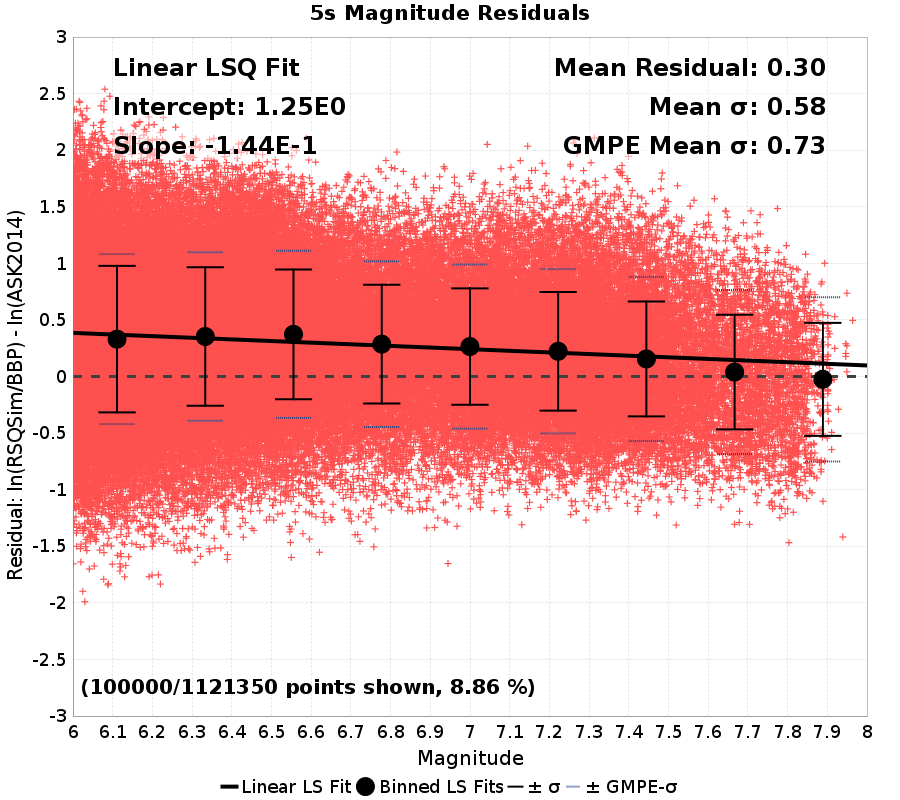 5s Magnitude Residuals
Linear LSQ Fit
Intercept: 1.25E0
Slope: -1.44E-1
Mean Residual: 0.30
Mean σ: 0.58
GMPE Mean σ: 0.73
3
2.5
2
1.5
1
0.5
0
-0.5
-1
-1.5
-2
-2.5
-3
Residual: ln(RSQSim/BBP) - ln(ASK2014)
(100000/1121350 points shown, 8.86 %)
6 6.1 6.2 6.3 6.4 6.5 6.6 6.7 6.8 6.9 7 7.1 7.2 7.3 7.4 7.5 7.6 7.7 7.8 7.9 8
Magnitude
Linear LS Fit Binned LS Fits ± σ ± GMPE-σ